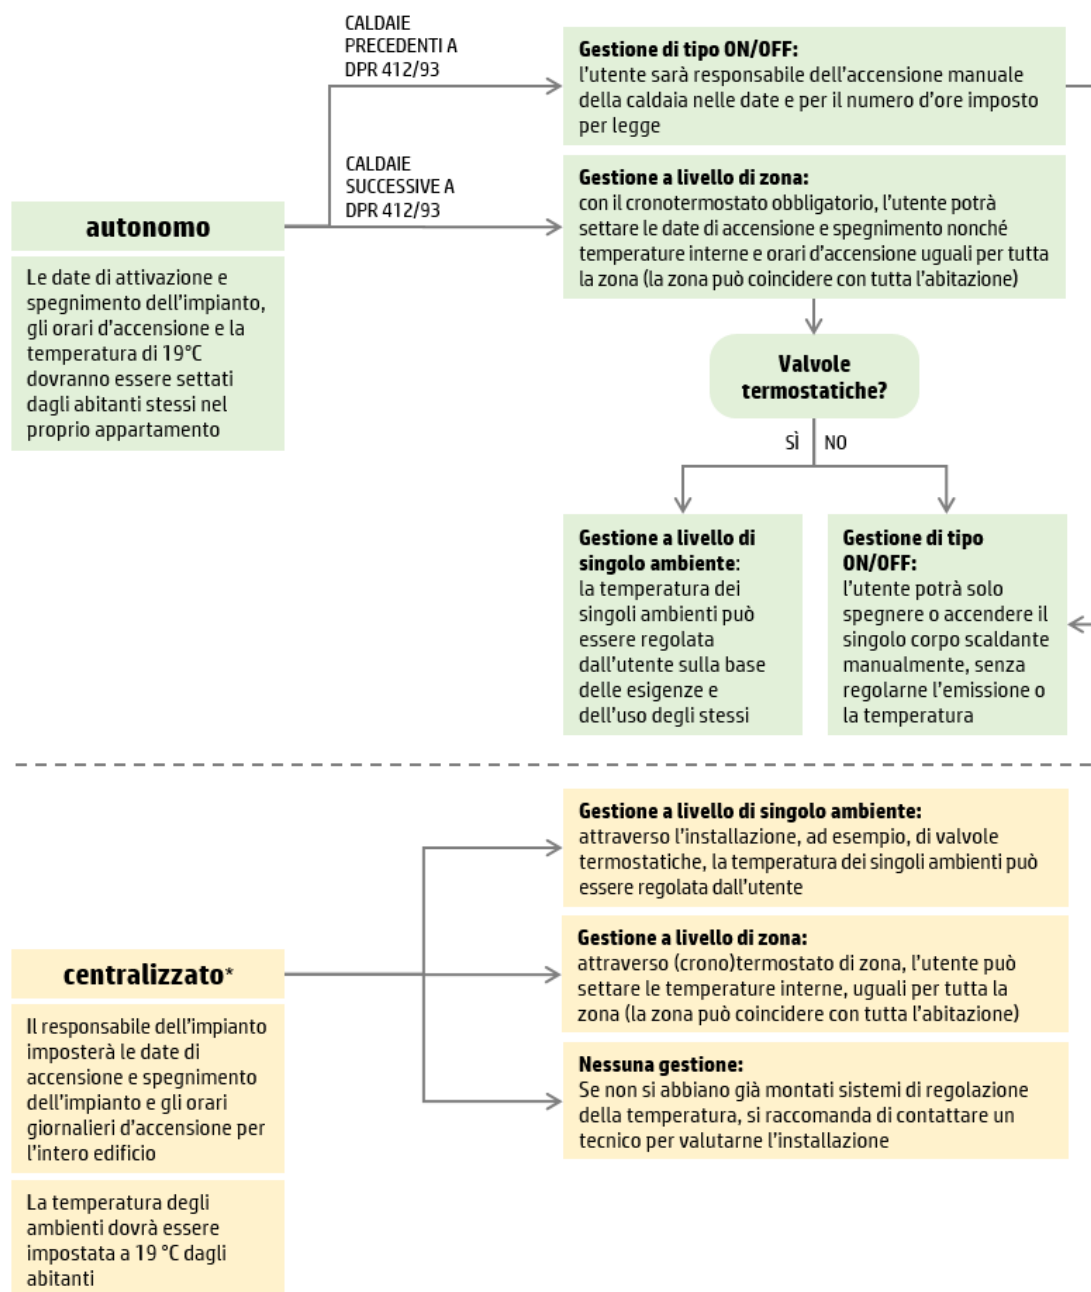 CALDAIE
PRECEDENTI A
DPR 412/93
Gestione di tipo ON/OFF:
l'utente sarà responsabile dell'accensione manuale
della caldaia nelle date e per il numero d'ore imposto
per legge
CALDAIE
SUCCESSIVE A
DPR 412/93
Gestione a livello di zona:
con il cronotermostato obbligatorio, l'utente potrà
settare le date di accensione e spegnimento nonché
temperature interne e orari d'accensione uguali per tutta
la zona (la zona può coincidere con tutta l'abitazione)
autonomo
Le date di attivazione e
spegnimento dell'impianto,
gli orari d'accensione e la
temperatura di 19°C
dovranno essere settati
dagli abitanti stessi nel
proprio appartamento
Valvole
termostatiche?
SÌ NO
Gestione a livello di
singolo ambiente:
la temperatura dei
singoli ambienti può
essere regolata
dall'utente sulla base
delle esigenze e
dell'uso degli stessi
Gestione di tipo
ON/OFF:
l'utente potrà solo
spegnere o accendere il
singolo corpo scaldante
manualmente, senza
regolarne l'emissione o
la temperatura
Gestione a livello di singolo ambiente:
attraverso l'installazione, ad esempio, di valvole
termostatiche, la temperatura dei singoli ambienti può
essere regolata dall'utente
Gestione a livello di zona:
attraverso (crono)termostato di zona, l'utente può
settare le temperature interne, uguali per tutta la
zona (la zona può coincidere con tutta l'abitazione)
Nessuna gestione:
Se non si abbiano già montati sistemi di regolazione
della temperatura, si raccomanda di contattare un
tecnico per valutarne l'installazione
centralizzato*
Il responsabile dell'impianto
imposterà le date di
accensione e spegnimento
dell'impianto e gli orari
giornalieri d'accensione per
l'intero edificio
La temperatura degli
ambienti dovrà essere
impostata a 19 °C dagli
abitanti